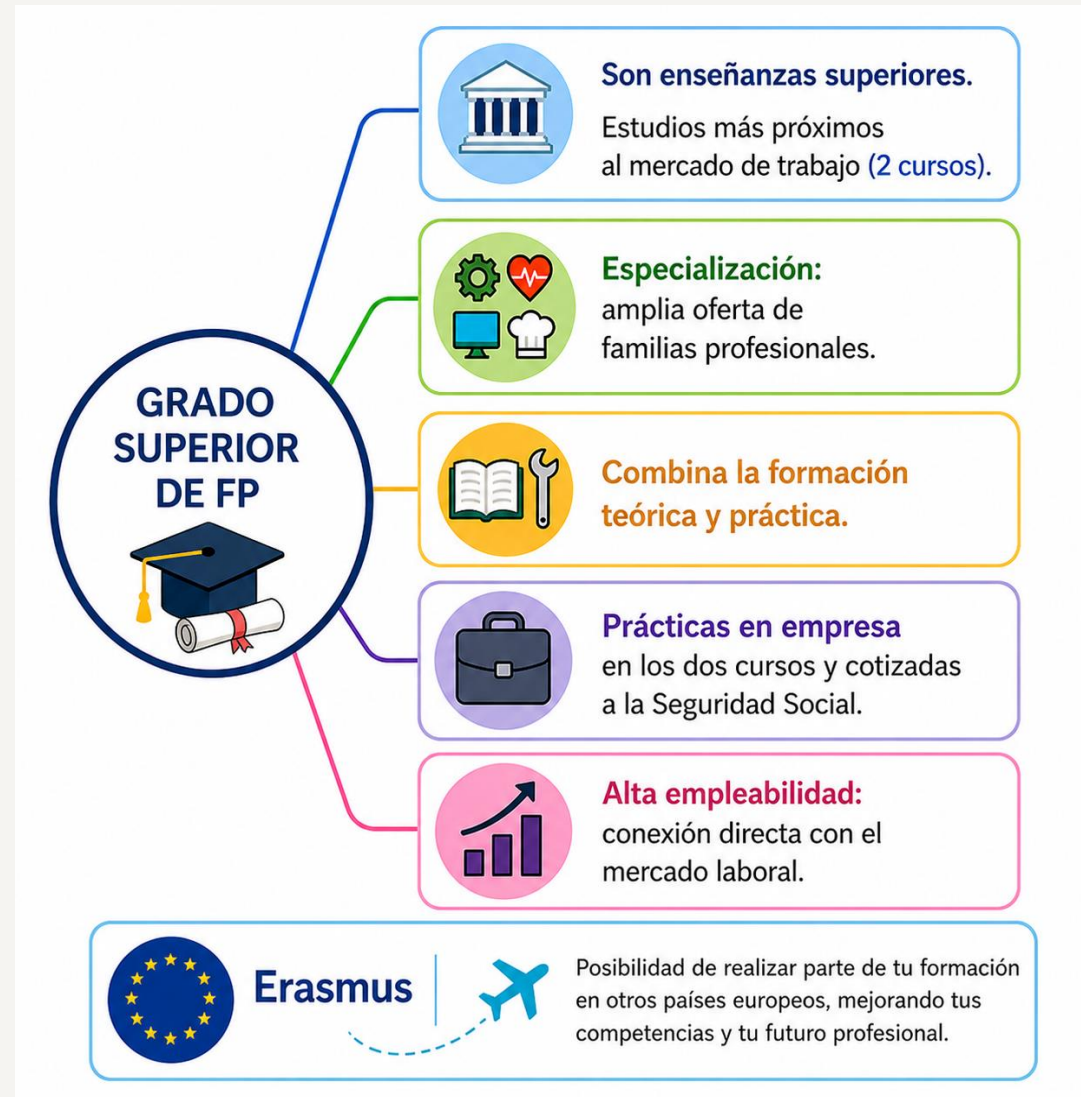 GRADO
SUPERIOR
DE FP
Son enseñanzas superiores.
Estudios más próximos
al mercado de trabajo (2 cursos).
Especialización:
amplia oferta de
familias profesionales.
Combina la formación
teórica y práctica.
Prácticas en empresa
en los dos cursos y cotizadas
a la Seguridad Social.
Alta empleabilidad:
conexión directa con el
mercado laboral.
Erasmus
Posibilidad de realizar parte de tu formación
en otros países europeos, mejorando tus
competencias y tu futuro profesional.